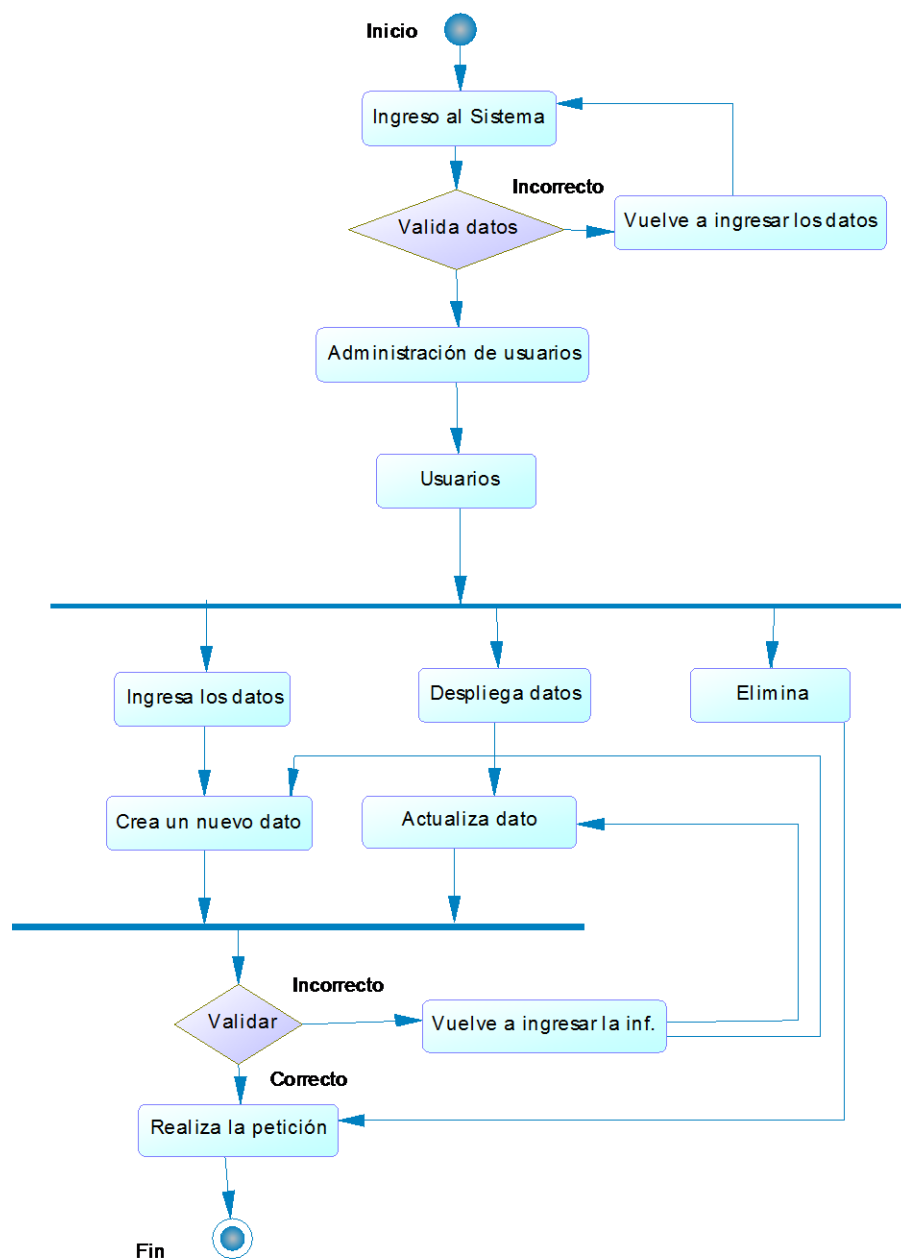 Inicio
Ingreso al Sistema
Incorrecto
Valida datos
Vuelve a ingresar los datos
Administración de usuarios
Usuarios
Ingresa los datos
Despliega datos
Elimina
Crea un nuevo dato
Actualiza dato
Incorrecto
Validar
Vuelve a ingresar la inf.
Correcto
Realiza la petición
Fin